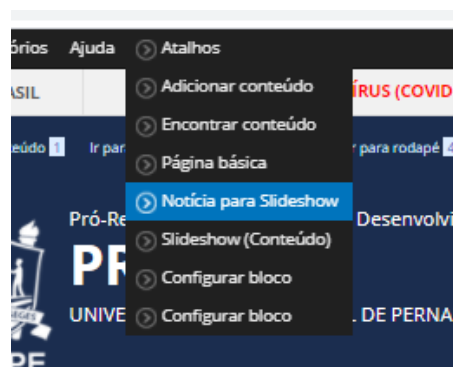 órios Ajuda Atalhos
ASIL Adicionar conteúdo ÍRUS (COVID
Encontrar conteúdo
eúdo 1 Ir par r para rodapé 4
Página básica
Notícia para Slideshow
Pró-Re Desenvolvi
Slideshow (Conteúdo)
PR
Configurar bloco
UNIVE Configurar bloco L DE PERNA
PE